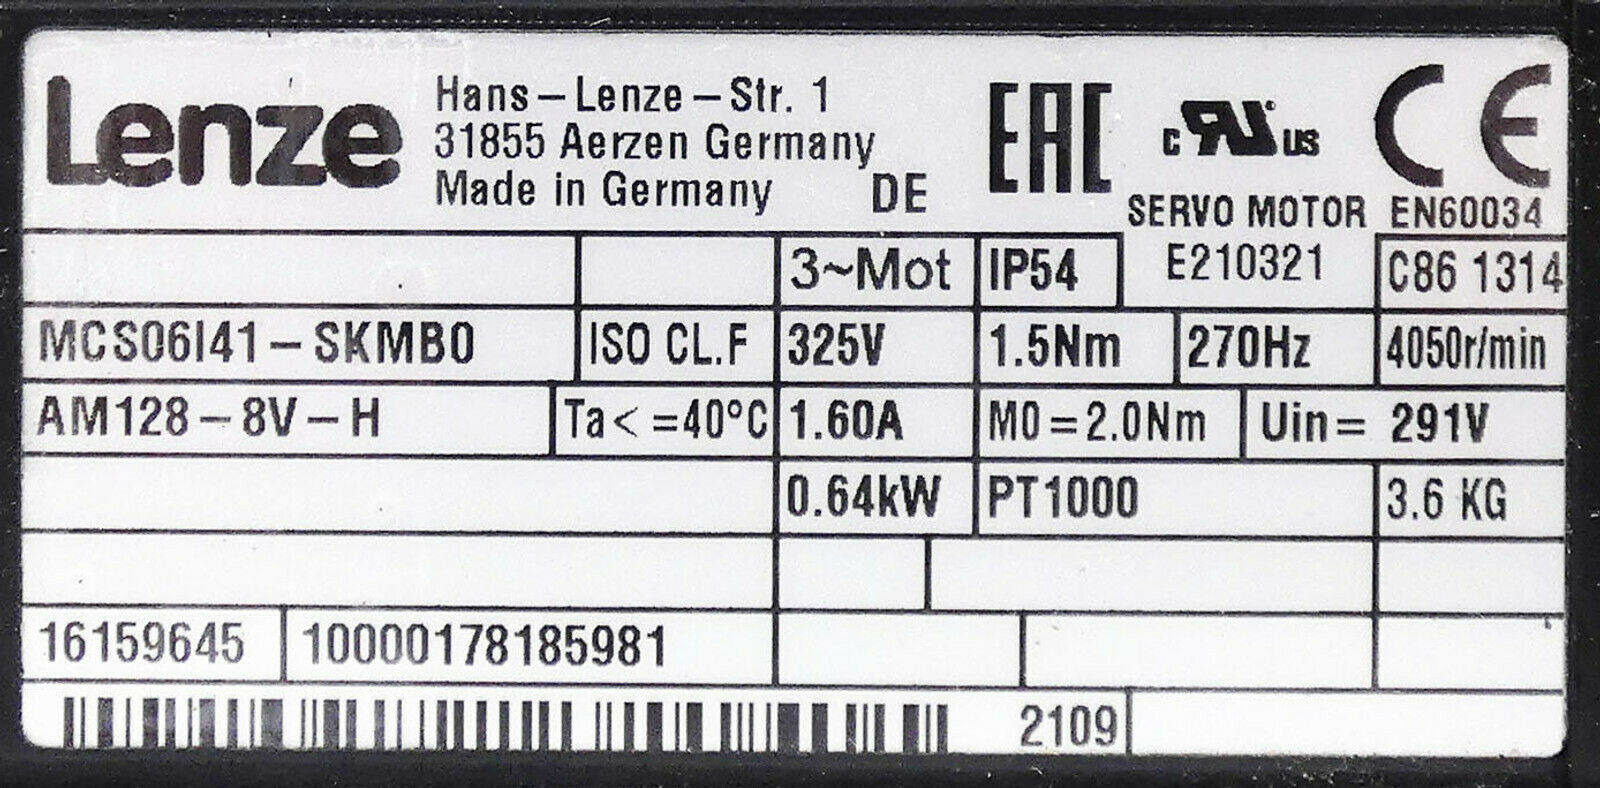 Lenze
Hans-Lenze-Str. 1
31855 Aerzen Germany
Made in Germany DE
EAC
c RU us
CE
SERVO MOTOR EN60034
3~Mot IP54 E210321 C86 1314
MCS06I41-SKMB0 ISO CL.F 325V 1.5Nm 270Hz 4050r/min
AM128-8V-H Ta<=40°C 1.60A M0=2.0Nm Uin= 291V
0.64kW PT1000 3.6 KG
16159645 10000178185981
2109